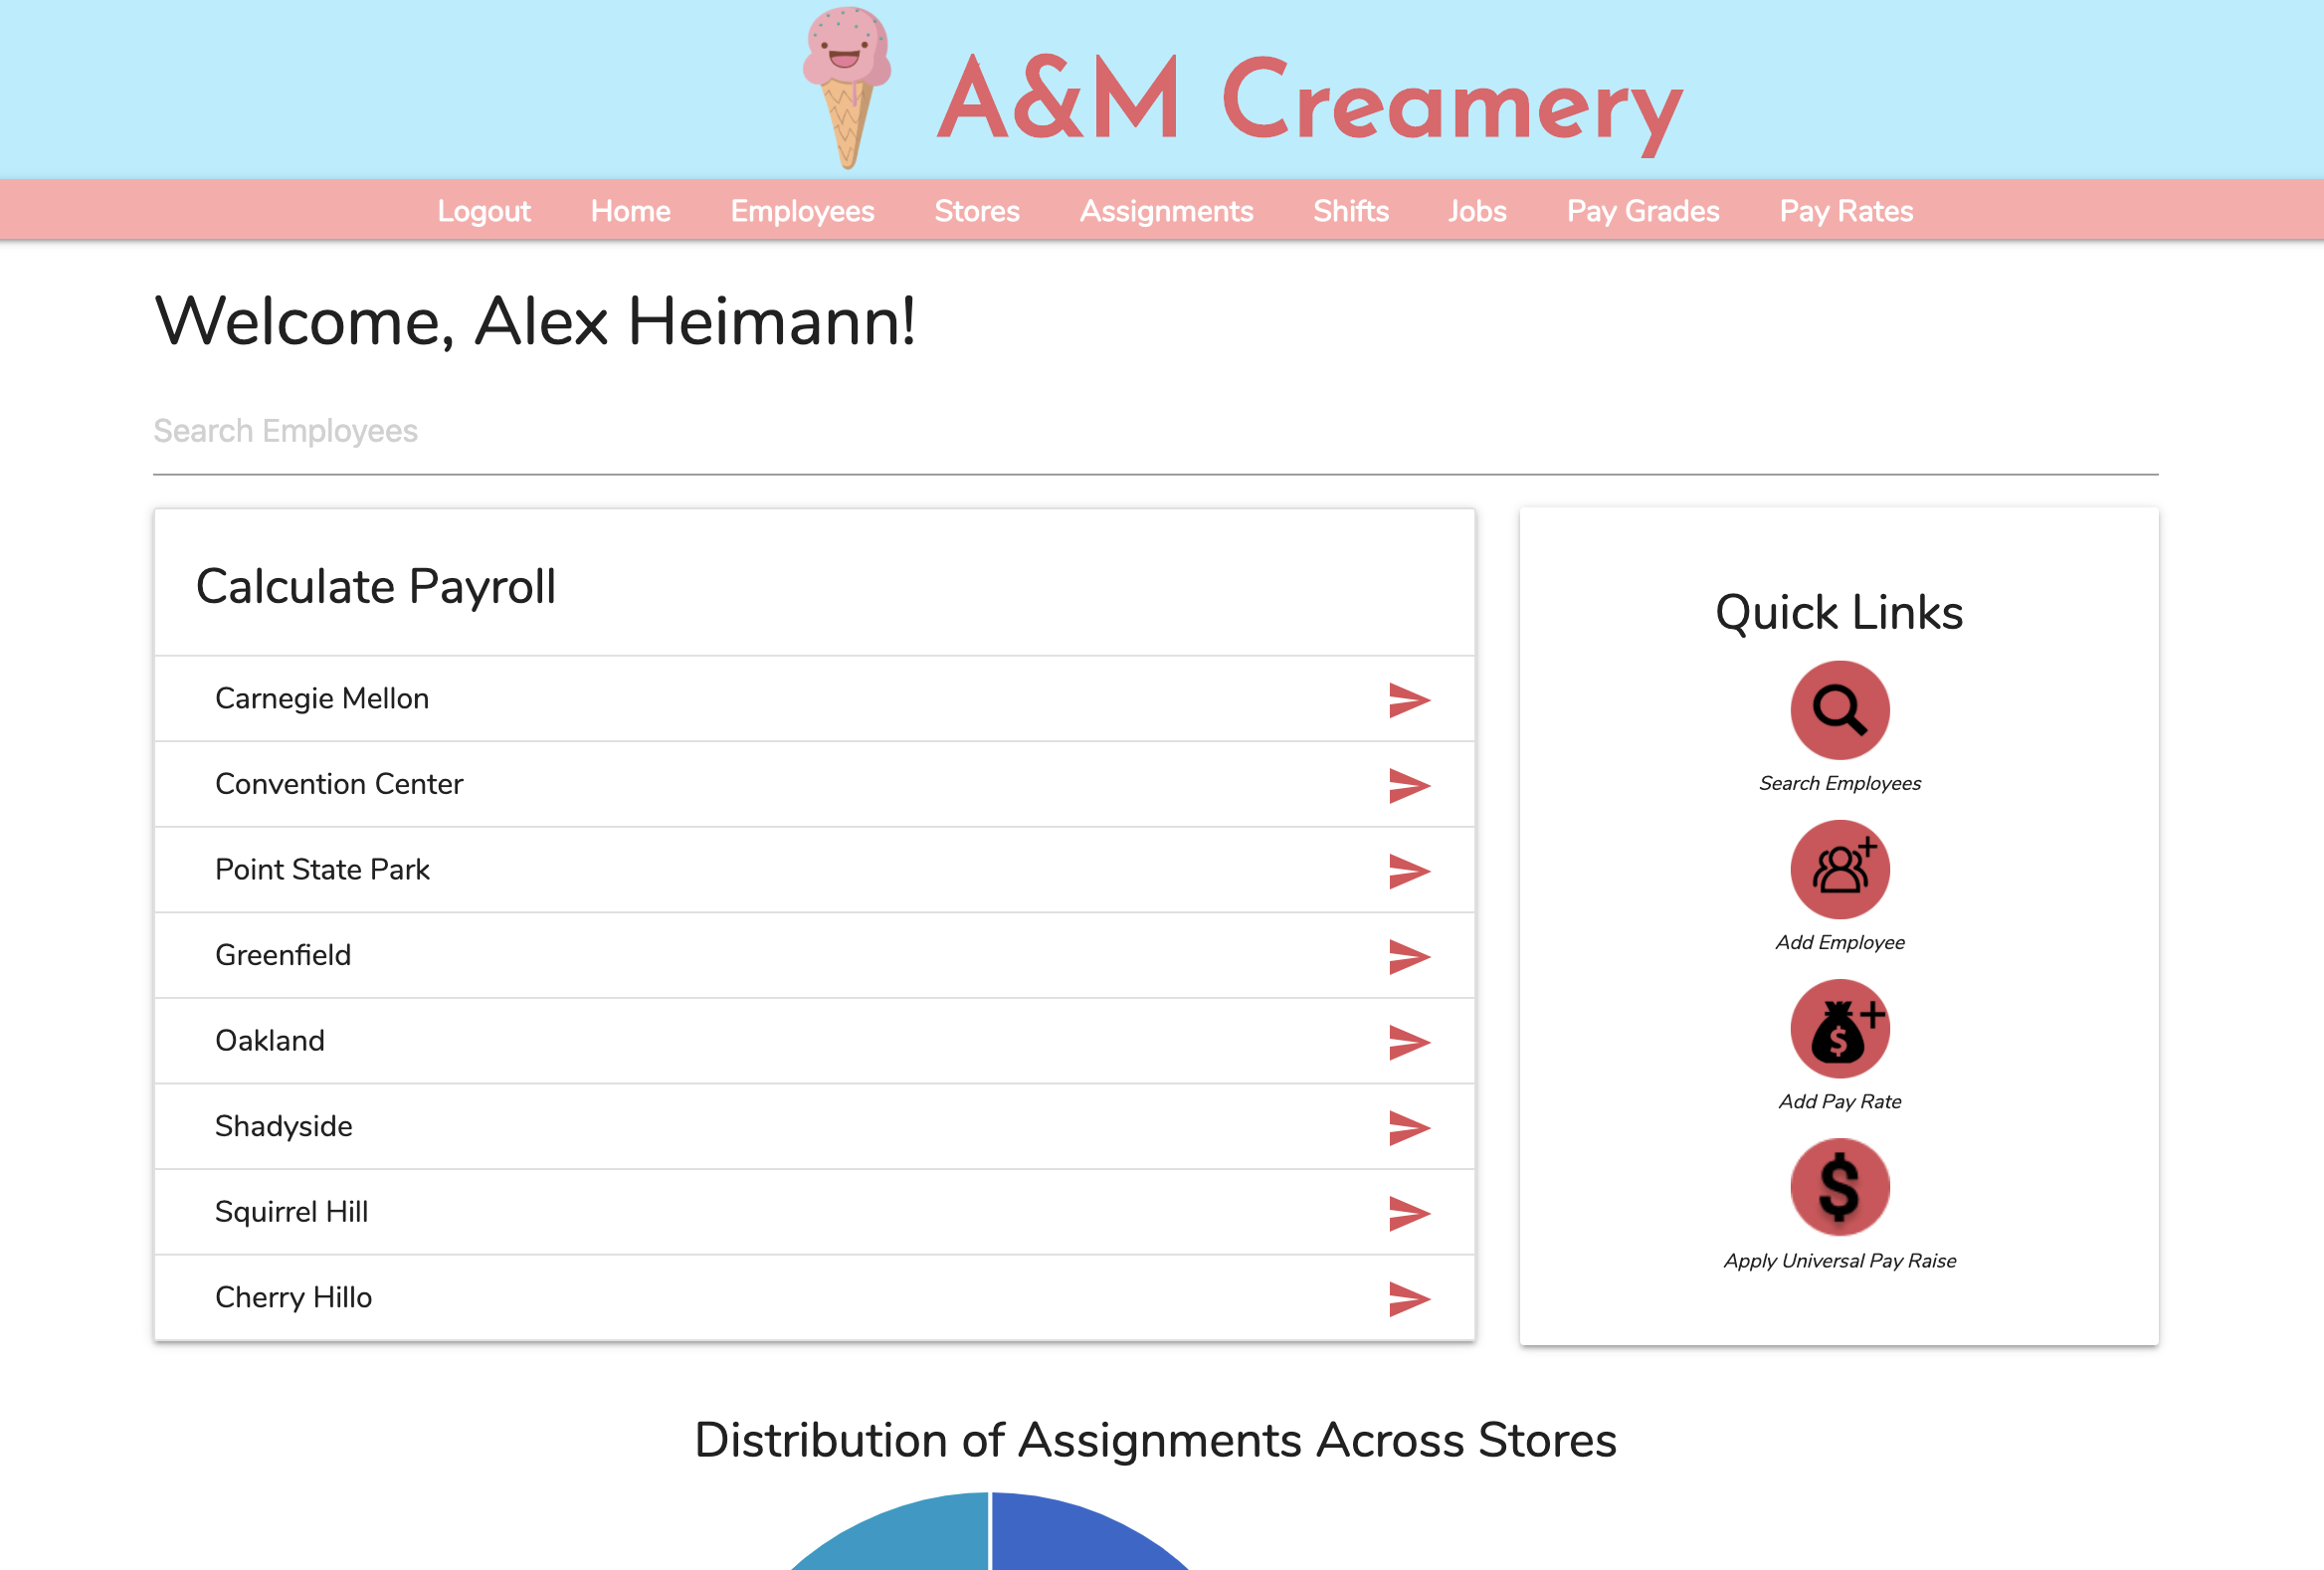 A&M Creamery
Logout Home Employees Stores Assignments Shifts Jobs Pay Grades Pay Rates
Welcome, Alex Heimann!
Search Employees
Calculate Payroll
Carnegie Mellon
Convention Center
Point State Park
Greenfield
Oakland
Shadyside
Squirrel Hill
Cherry Hillo
Quick Links
Search Employees
Add Employee
$
Add Pay Rate
$
Apply Universal Pay Raise
Distribution of Assignments Across Stores